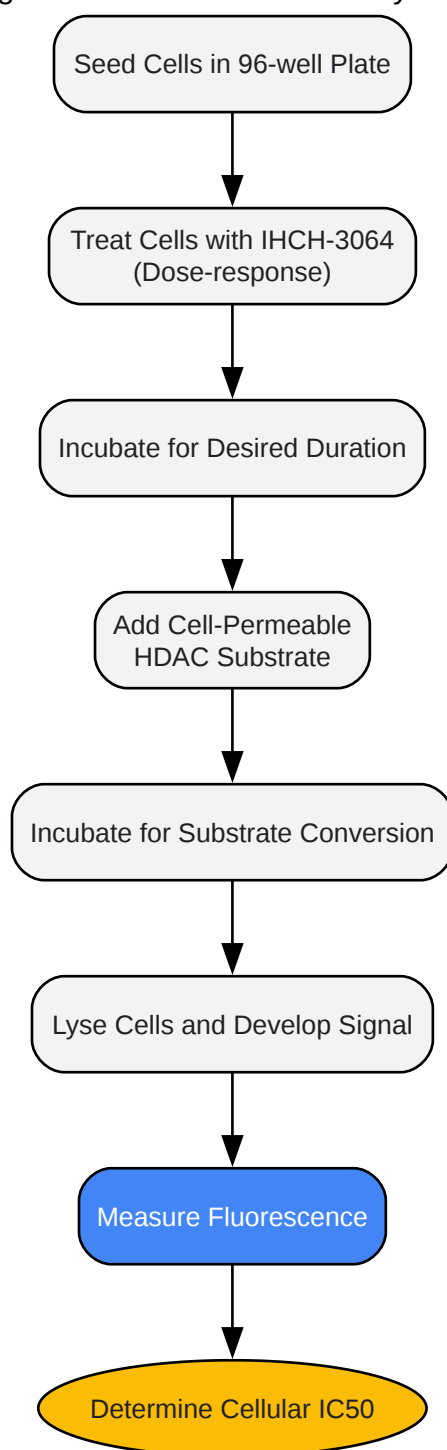 Seed Cells in 96-well Plate
Treat Cells with IHCH-3064
(Dose-response)
Incubate for Desired Duration
Add Cell-Permeable
HDAC Substrate
Incubate for Substrate Conversion
Lyse Cells and Develop Signal
Measure Fluorescence
Determine Cellular IC50